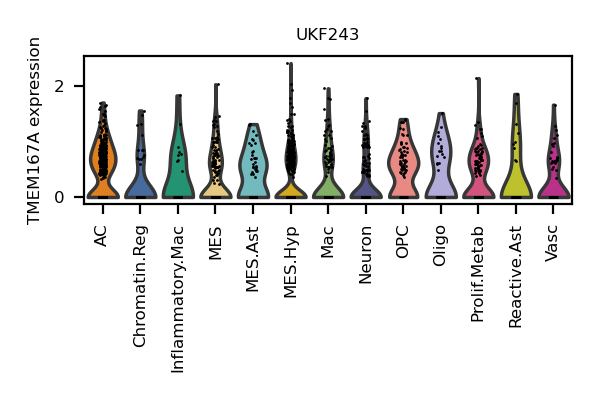 UKF243
TMEM167A expression
2
0
AC
Chromatin.Reg
Inflammatory.Mac
MES
MES.Ast
MES.Hyp
Mac
Neuron
OPC
Oligo
Prolif.Metab
Reactive.Ast
Vasc